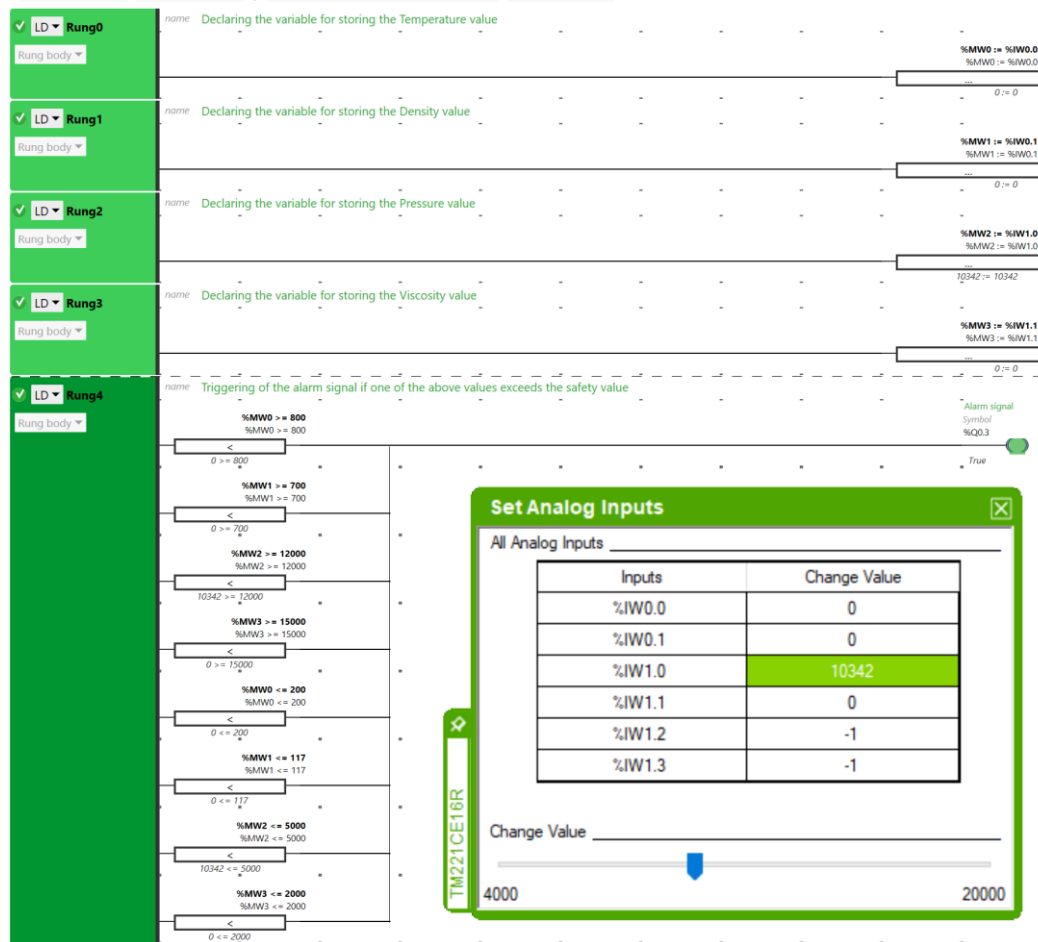 LD Rung0
Rung body
name Declaring the variable for storing the Temperature value
%MW0 := %IW0.0
%MW0 := %IW0.0
...
0 := 0
LD Rung1
Rung body
name Declaring the variable for storing the Density value
%MW1 := %IW0.1
%MW1 := %IW0.1
...
0 := 0
LD Rung2
Rung body
name Declaring the variable for storing the Pressure value
%MW2 := %IW1.0
%MW2 := %IW1.0
...
10342 := 10342
LD Rung3
Rung body
name Declaring the variable for storing the Viscosity value
%MW3 := %IW1.1
%MW3 := %IW1.1
...
0 := 0
LD Rung4
Rung body
name Triggering of the alarm signal if one of the above values exceeds the safety value
%MW0 >= 800
%MW0 >= 800
<
0 >= 800
Alarm signal
Symbol
%Q0.3
True
%MW1 >= 700
%MW1 >= 700
<
0 >= 700
%MW2 >= 12000
%MW2 >= 12000
<
10342 >= 12000
%MW3 >= 15000
%MW3 >= 15000
<
0 >= 15000
%MW0 <= 200
%MW0 <= 200
<
0 <= 200
%MW1 <= 117
%MW1 <= 117
<
0 <= 117
%MW2 <= 5000
%MW2 <= 5000
<
10342 <= 5000
%MW3 <= 2000
%MW3 <= 2000
<
0 <= 2000
Set Analog Inputs
All Analog Inputs
Inputs Change Value
%IW0.0 0
%IW0.1 0
%IW1.0 10342
%IW1.1 0
%IW1.2 -1
%IW1.3 -1
Change Value
4000 20000
TM221CE16R